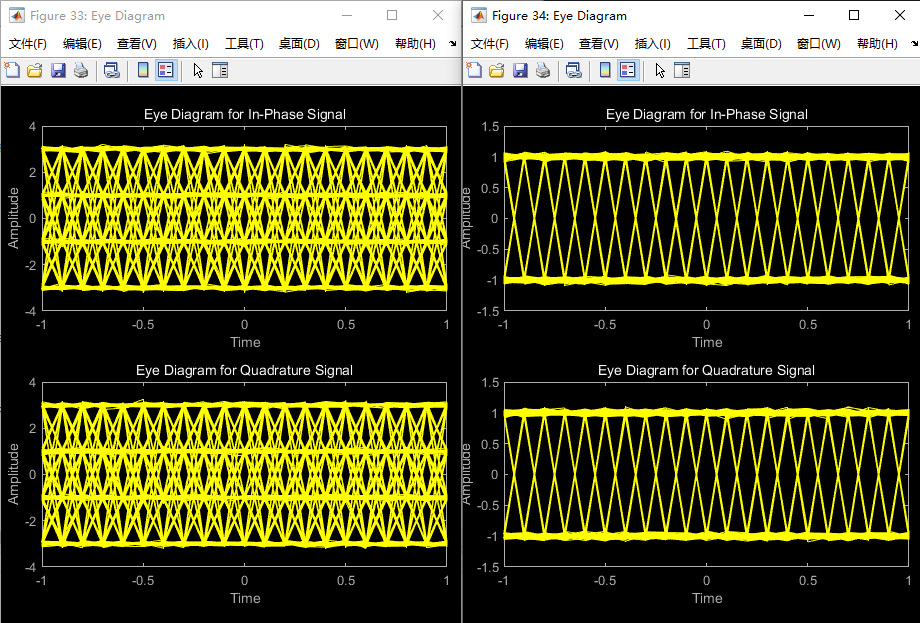 Figure 33: Eye Diagram
文件(F) 编辑(E) 查看(V) 插入(I) 工具(T) 桌面(D) 窗口(W) 帮助(H)
Eye Diagram for In-Phase Signal
4
2
0
-2
-4
Amplitude
-1 -0.5 0 0.5 1
Time
Eye Diagram for Quadrature Signal
4
2
0
-2
-4
Amplitude
-1 -0.5 0 0.5 1
Time
Figure 34: Eye Diagram
文件(F) 编辑(E) 查看(V) 插入(I) 工具(T) 桌面(D) 窗口(W) 帮助(H)
Eye Diagram for In-Phase Signal
1.5
1
0.5
0
-0.5
-1
-1.5
Amplitude
-1 -0.5 0 0.5 1
Time
Eye Diagram for Quadrature Signal
1.5
1
0.5
0
-0.5
-1
-1.5
Amplitude
-1 -0.5 0 0.5 1
Time